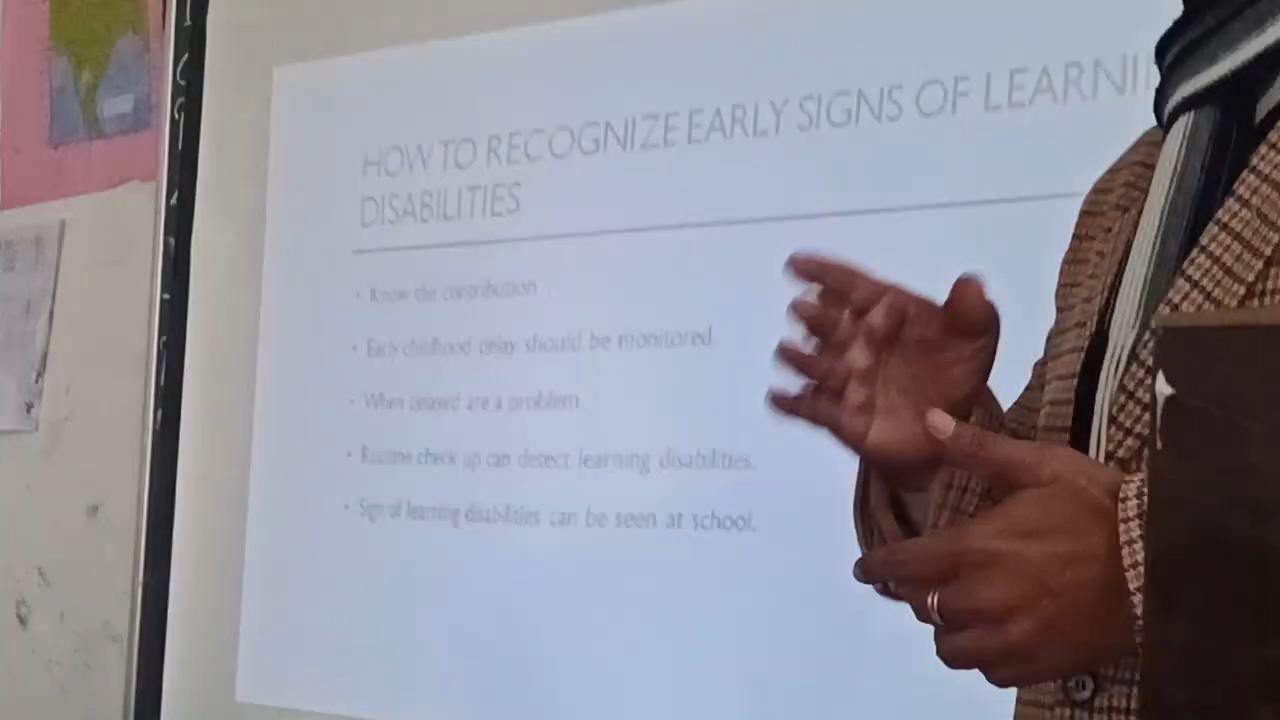 HOW TO RECOGNIZE EARLY SIGNS OF LEARNI
DISABILITIES
• Know the contribution
• Early childhood delay should be monitored.
• When delayed are a problem.
• Routine check up can detect learning disabilities.
• Sign of learning disabilities can be seen at school.